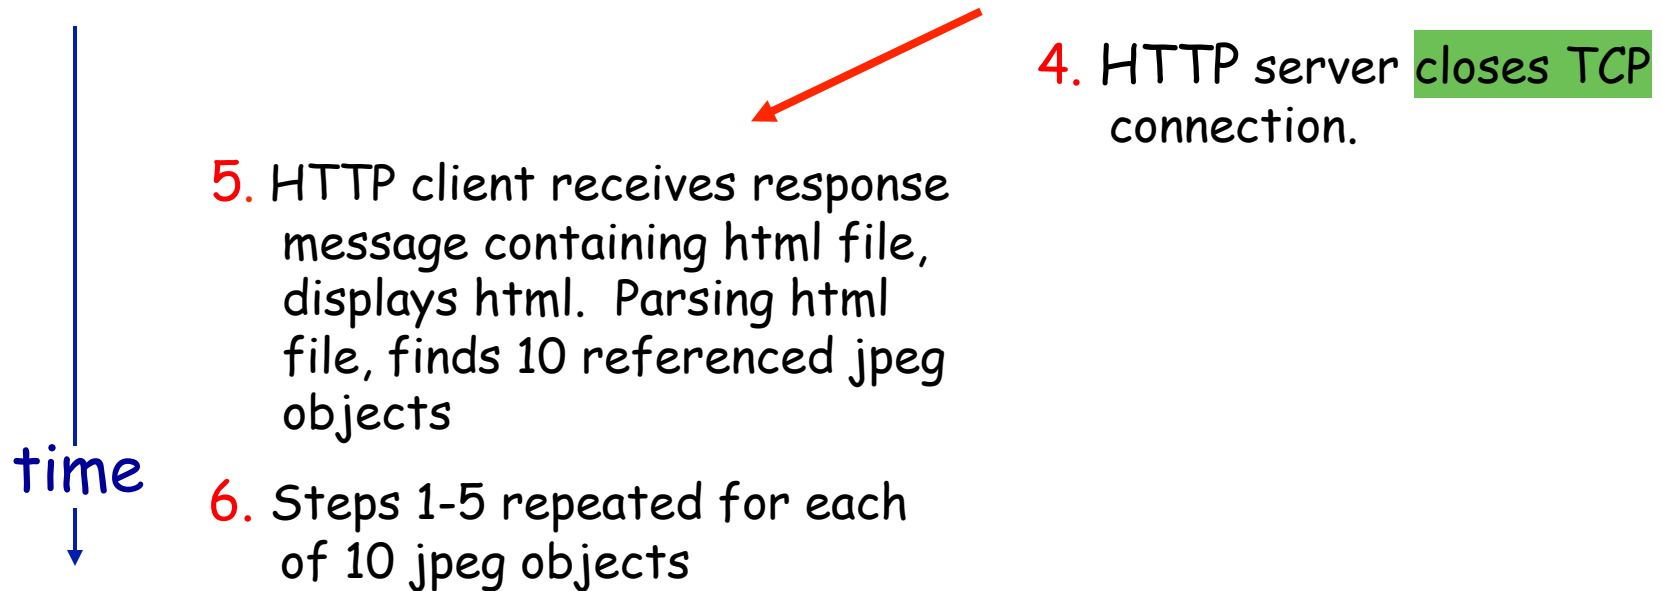 4. HTTP server closes TCP
connection.
5. HTTP client receives response
message containing html file,
displays html. Parsing html
file, finds 10 referenced jpeg
objects
time
6. Steps 1-5 repeated for each
of 10 jpeg objects